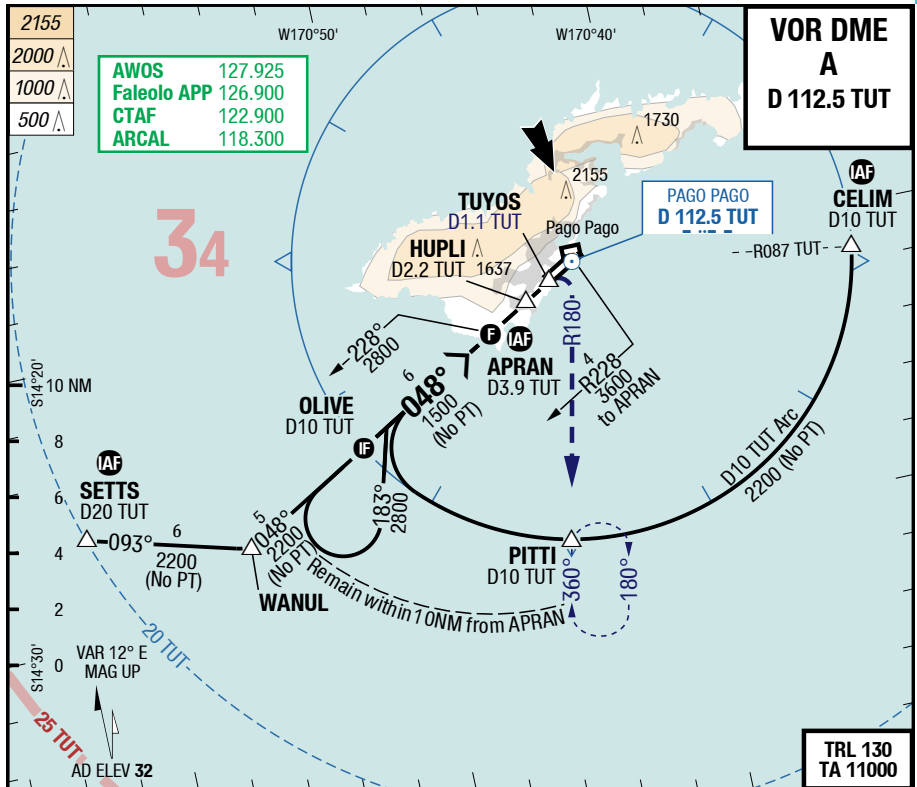 2155
2000
1000
500
W170°50'
W170°40'
AWOS 127.925
Faleolo APP 126.900
CTAF 122.900
ARCAL 118.300
VOR DME
A
D 112.5 TUT
34
1730
2155
TUYOS
D1.1 TUT
HUPLI
D2.2 TUT
1637
Pago Pago
PAGO PAGO
D 112.5 TUT
IAF
CELIM
D10 TUT
R087 TUT
F
IAF
APRAN
D3.9 TUT
228°
2800
R180
4
R228
3600
to APRAN
S14°20'
10 NM
8
6
4
2
0
S14°30'
OLIVE
D10 TUT
IF
6
048°
1500
(No PT)
D10 TUT Arc
2200 (No PT)
IAF
SETTS
D20 TUT
093°
6
2200
(No PT)
WANUL
5
048°
2200
(No PT)
183°
2800
Remain within 10NM from APRAN
PITTI
D10 TUT
360°
180°
20 TUT
25 TUT
VAR 12° E
MAG UP
AD ELEV 32
TRL 130
TA 11000